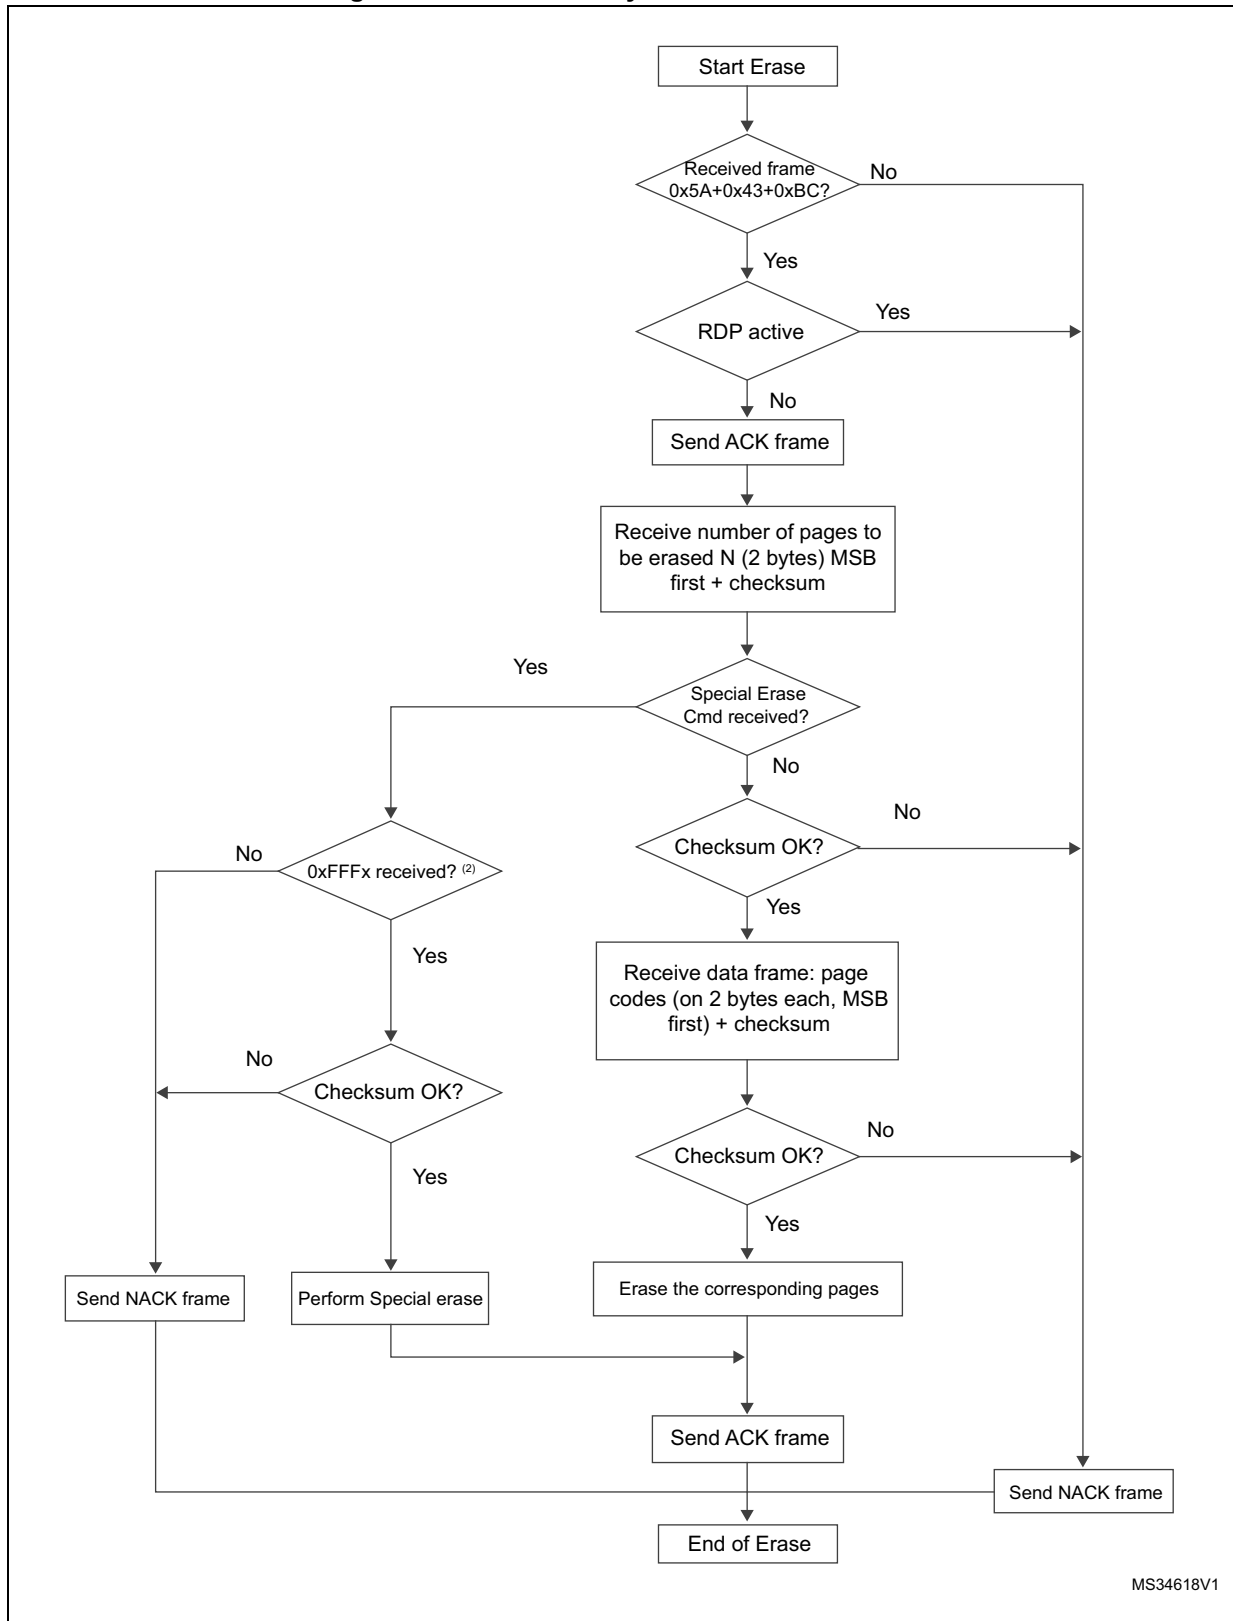 Start Erase
Received frame
0x5A+0x43+0xBC?
No
Yes
RDP active
Yes
No
Send ACK frame
Receive number of pages to
be erased N (2 bytes) MSB
first + checksum
Yes
Special Erase
Cmd received?
No
No
0xFFFx received? (2)
Checksum OK?
No
Yes
Yes
Receive data frame: page
codes (on 2 bytes each, MSB
first) + checksum
No
Checksum OK?
Checksum OK?
No
Yes
Yes
Send NACK frame
Perform Special erase
Erase the corresponding pages
Send ACK frame
Send NACK frame
End of Erase
MS34618V1